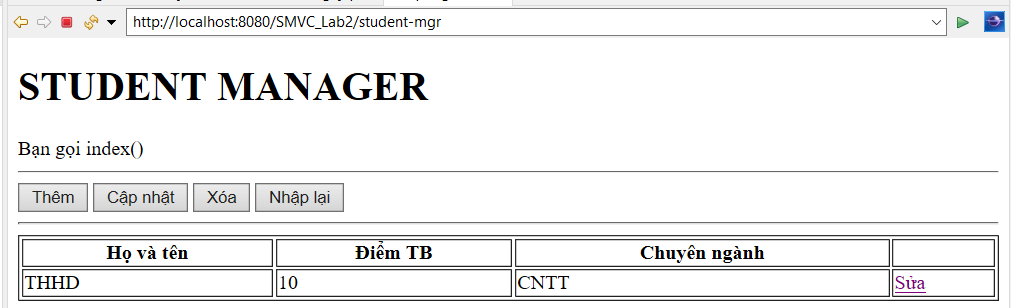 http://localhost:8080/SMVC_Lab2/student-mgr
STUDENT MANAGER
Bạn gọi index()
Thêm Cập nhật Xóa Nhập lại
Họ và tên Điểm TB Chuyên ngành
THHD 10 CNTT Sửa